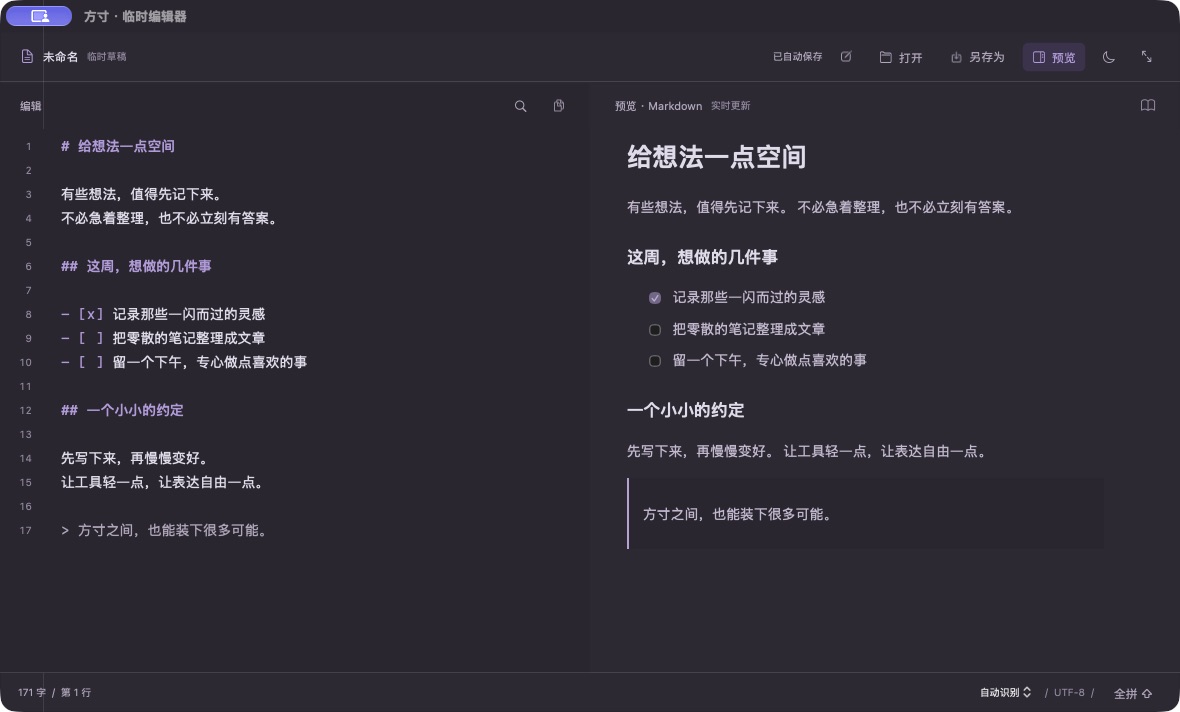 方寸 · 临时编辑器
未命名 临时草稿 已自动保存 打开 另存为 预览
编辑
1 # 给想法一点空间
2
3 有些想法，值得先记下来。
4 不必急着整理，也不必立刻有答案。
5
6 ## 这周，想做的几件事
7
8 - [x] 记录那些一闪而过的灵感
9 - [ ] 把零散的笔记整理成文章
10 - [ ] 留一个下午，专心做点喜欢的事
11
12 ## 一个小小的约定
13
14 先写下来，再慢慢变好。
15 让工具轻一点，让表达自由一点。
16
17 > 方寸之间，也能装下很多可能。
预览 · Markdown 实时更新
给想法一点空间
有些想法，值得先记下来。 不必急着整理，也不必立刻有答案。
这周，想做的几件事
记录那些一闪而过的灵感
把零散的笔记整理成文章
留一个下午，专心做点喜欢的事
一个小小的约定
先写下来，再慢慢变好。 让工具轻一点，让表达自由一点。
方寸之间，也能装下很多可能。
171 字 / 第 1 行 自动识别 / UTF-8 / 全拼